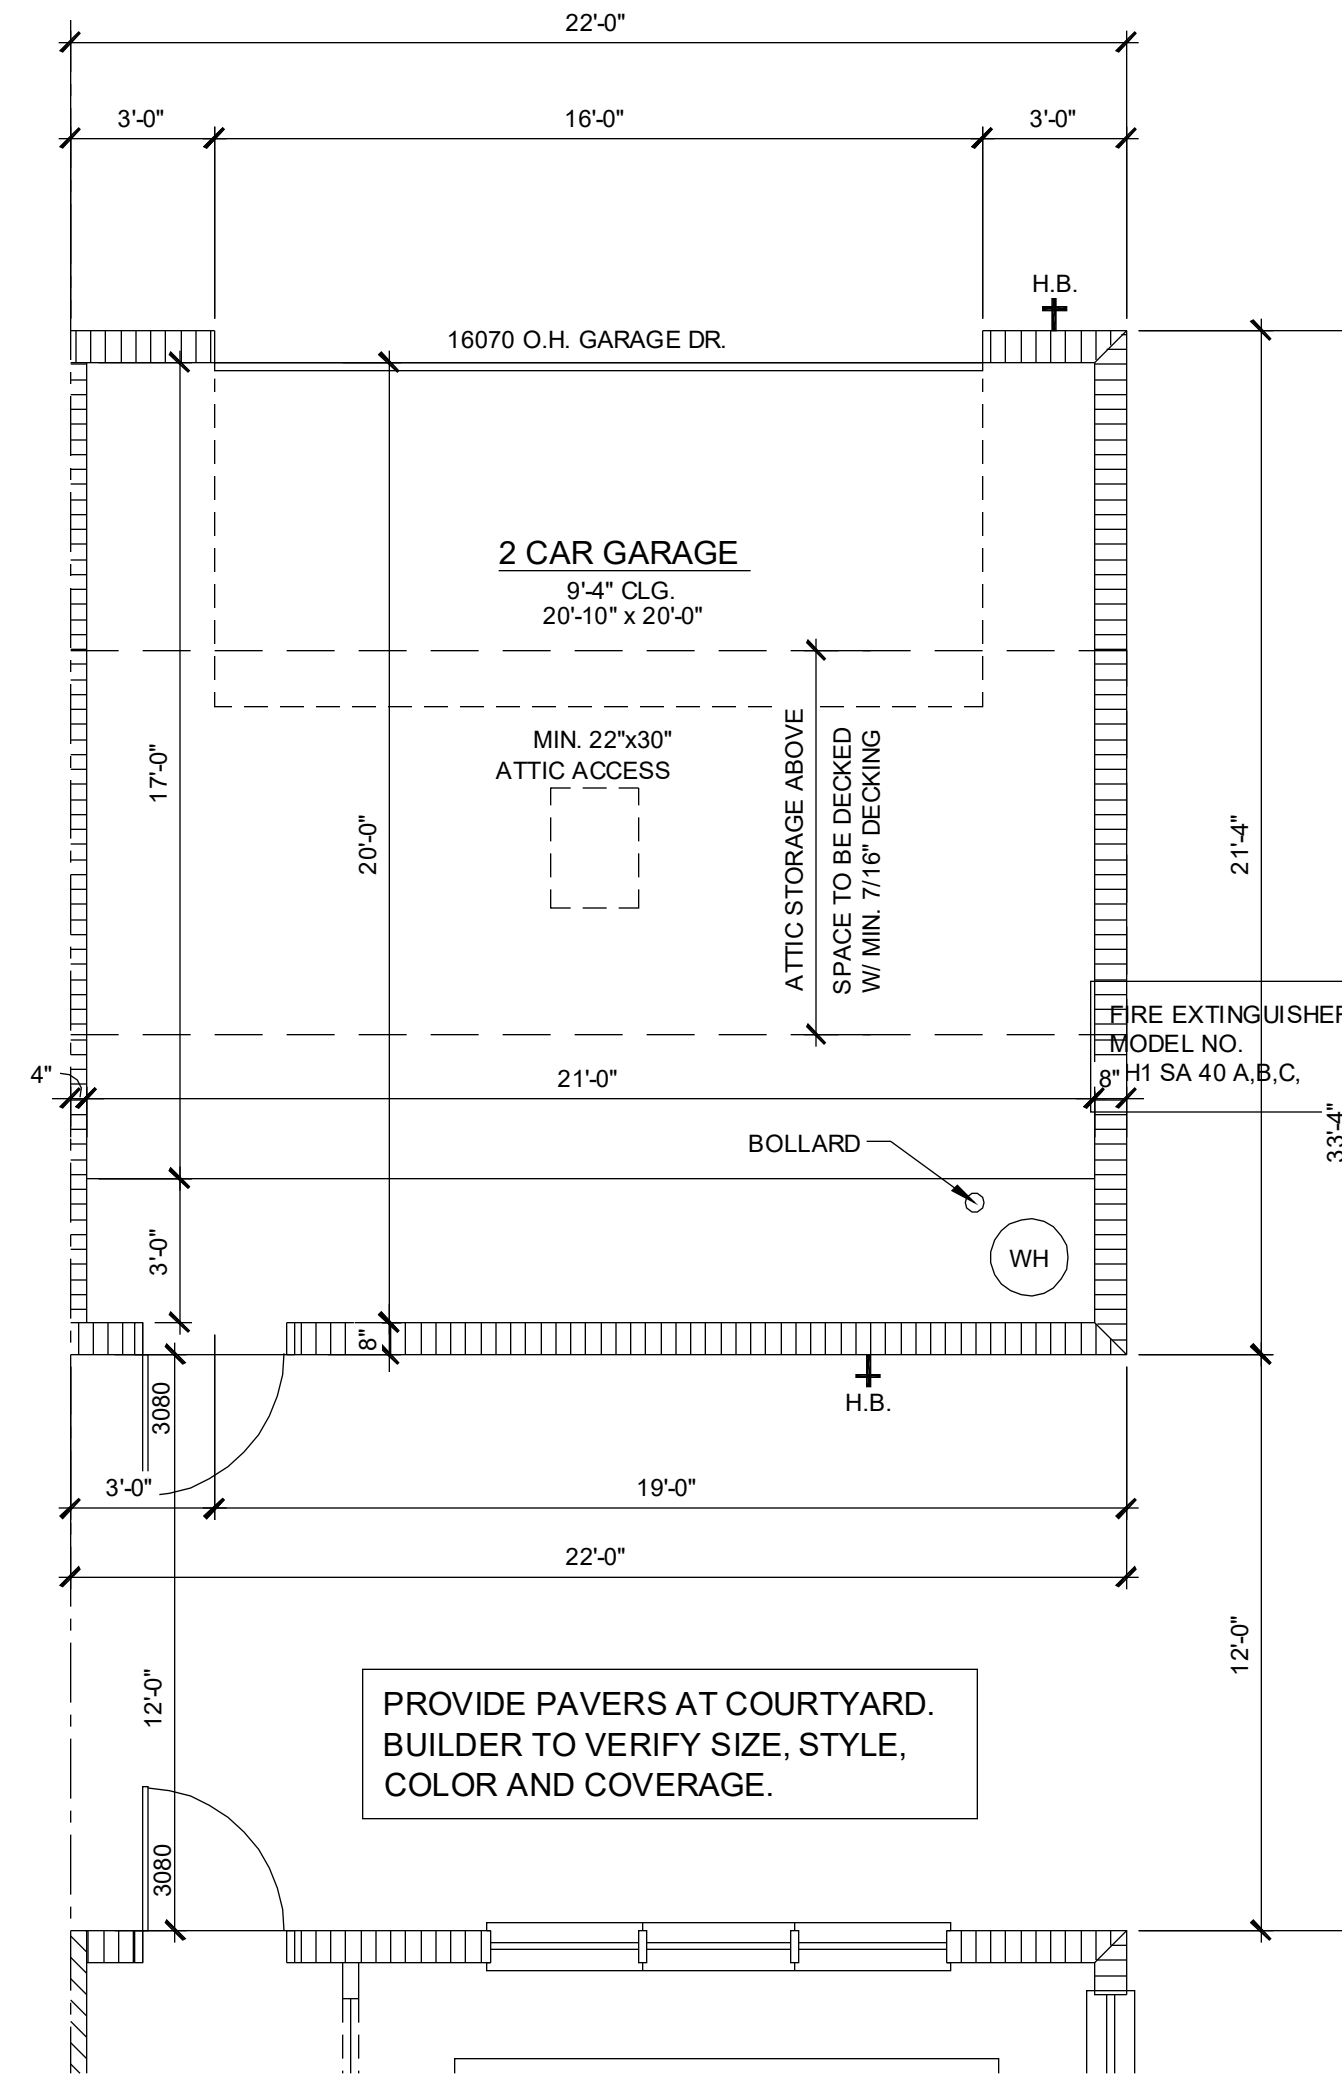 22'-0"
3'-0"
16'-0"
3'-0"
H.B.
16070 O.H. GARAGE DR.
2 CAR GARAGE
9'-4" CLG.
20'-10" x 20'-0"
MIN. 22"x30"
ATTIC ACCESS
17'-0"
20'-0"
ATTIC STORAGE ABOVE
SPACE TO BE DECKED
W/ MIN. 7/16" DECKING
21'-4"
FIRE EXTINGUISHER
MODEL NO.
H1 SA 40 A,B,C,
4"
21'-0"
8"
33'-4"
BOLLARD
3'-0"
WH
8"
3080
H.B.
3'-0"
19'-0"
22'-0"
12'-0"
12'-0"
PROVIDE PAVERS AT COURTYARD.
BUILDER TO VERIFY SIZE, STYLE,
COLOR AND COVERAGE.
3080